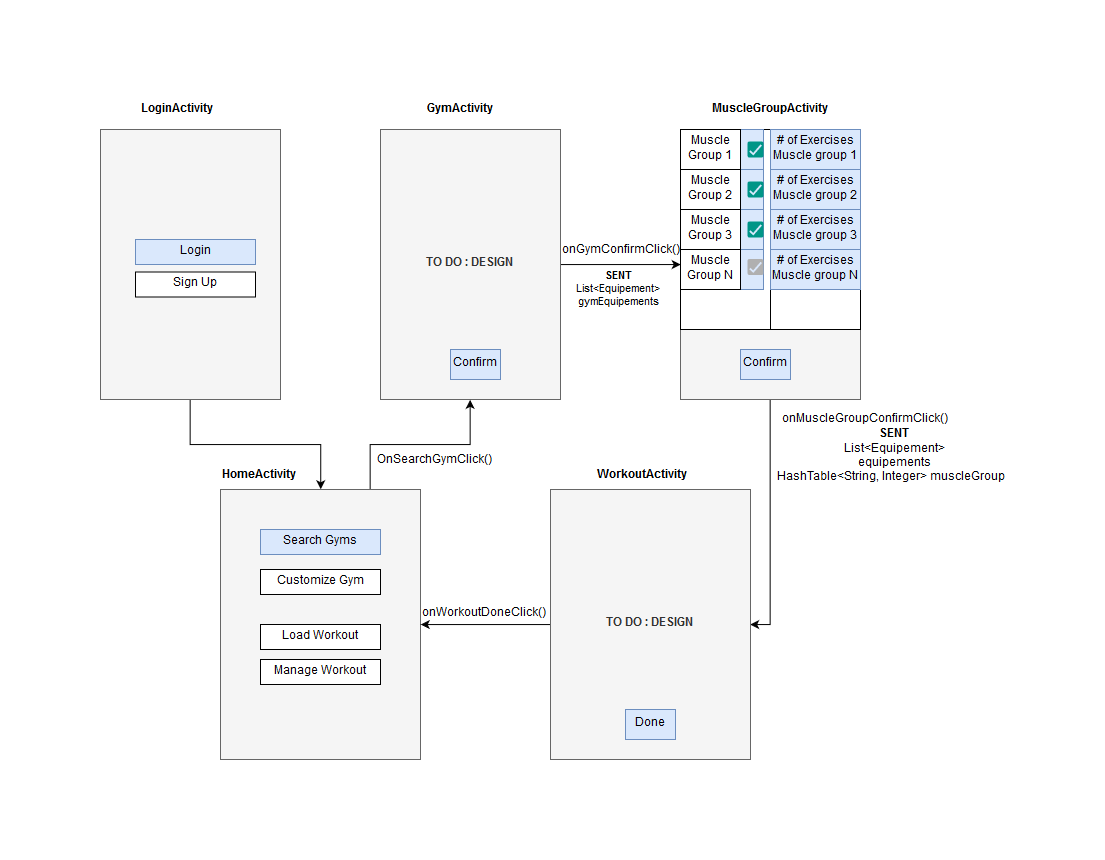 LoginActivity
GymActivity
MuscleGroupActivity
Login
Sign Up
TO DO : DESIGN
Confirm
onGymConfirmClick()
SENT
List<Equipement>
gymEquipements
Muscle
Group 1
# of Exercises
Muscle group 1
Muscle
Group 2
# of Exercises
Muscle group 2
Muscle
Group 3
# of Exercises
Muscle group 3
Muscle
Group N
# of Exercises
Muscle group N
Confirm
onMuscleGroupConfirmClick()
SENT
List<Equipement>
equipements
HashTable<String, Integer> muscleGroup
OnSearchGymClick()
HomeActivity
WorkoutActivity
Search Gyms
Customize Gym
Load Workout
Manage Workout
onWorkoutDoneClick()
TO DO : DESIGN
Done